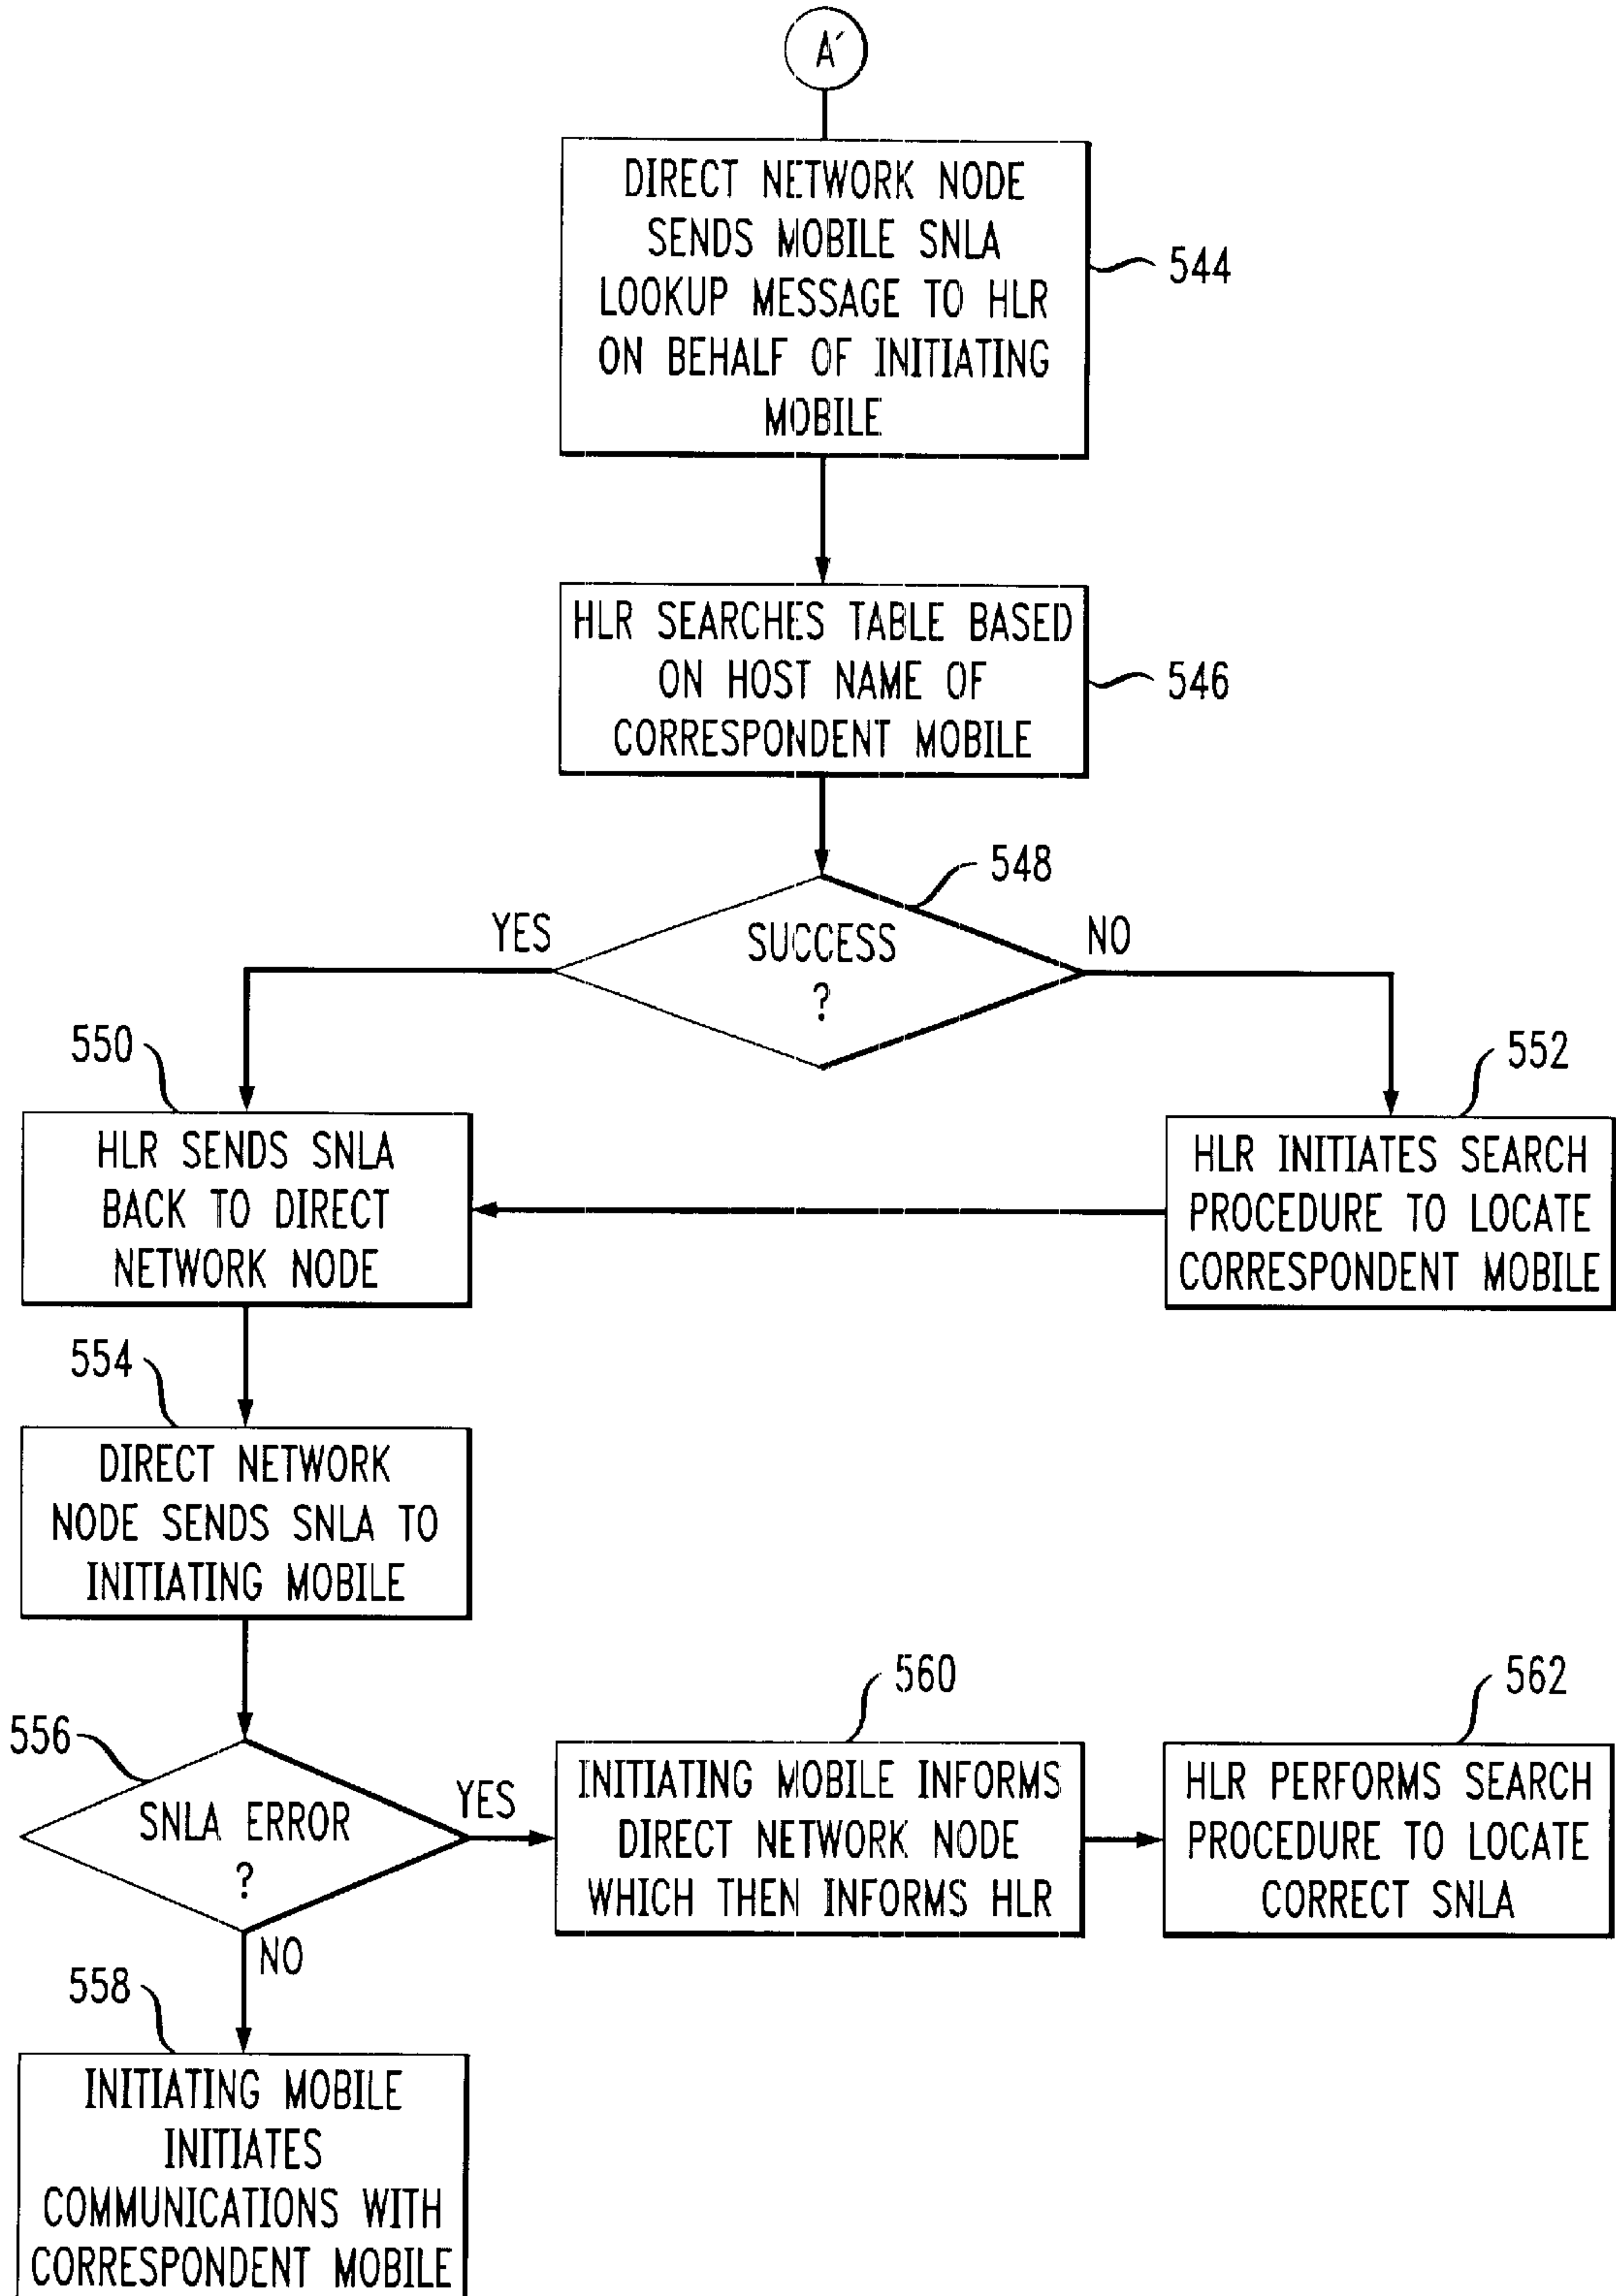 A′
DIRECT NETWORK NODE
SENDS MOBILE SNLA
LOOKUP MESSAGE TO HLR
ON BEHALF OF INITIATING
MOBILE
544
HLR SEARCHES TABLE BASED
ON HOST NAME OF
CORRESPONDENT MOBILE
546
548
YES
SUCCESS
?
NO
550
HLR SENDS SNLA
BACK TO DIRECT
NETWORK NODE
552
HLR INITIATES SEARCH
PROCEDURE TO LOCATE
CORRESPONDENT MOBILE
554
DIRECT NETWORK
NODE SENDS SNLA TO
INITIATING MOBILE
556
SNLA ERROR
?
YES
560
INITIATING MOBILE INFORMS
DIRECT NETWORK NODE
WHICH THEN INFORMS HLR
562
HLR PERFORMS SEARCH
PROCEDURE TO LOCATE
CORRECT SNLA
NO
558
INITIATING MOBILE
INITIATES
COMMUNICATIONS WITH
CORRESPONDENT MOBILE